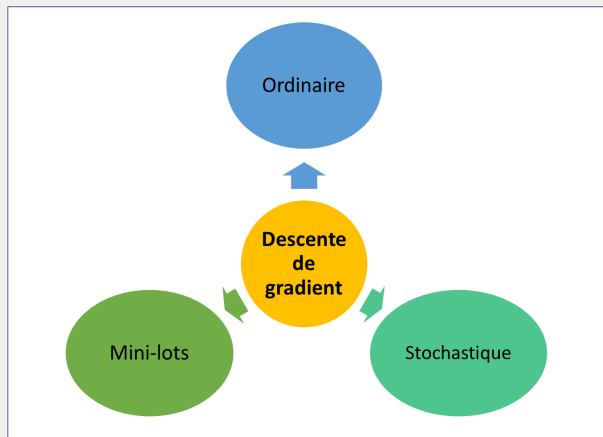 Ordinaire
Descente
de
gradient
Mini-lots
Stochastique